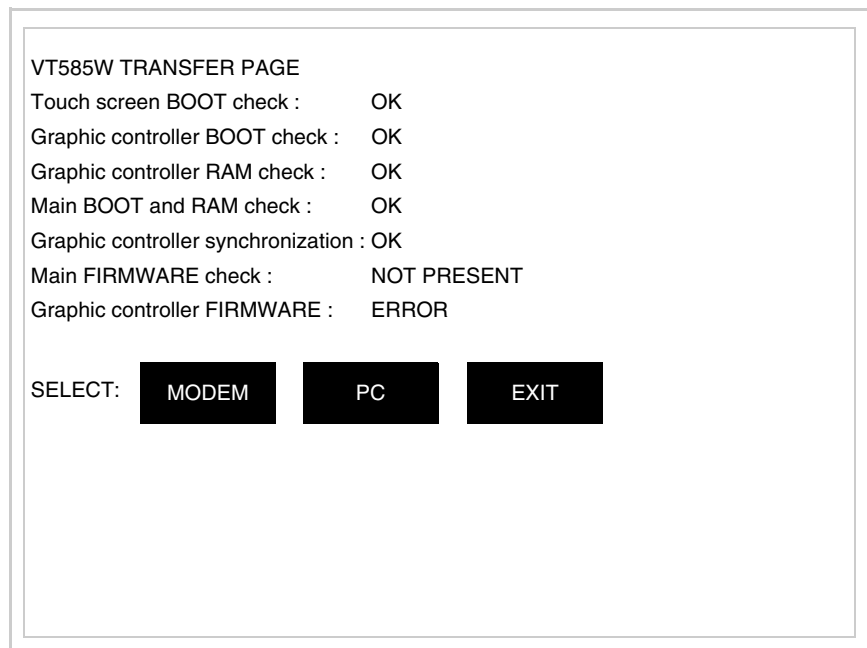 VT585W TRANSFER PAGE
Touch screen BOOT check : OK
Graphic controller BOOT check : OK
Graphic controller RAM check : OK
Main BOOT and RAM check : OK
Graphic controller synchronization : OK
Main FIRMWARE check : NOT PRESENT
Graphic controller FIRMWARE : ERROR
SELECT: MODEM PC EXIT